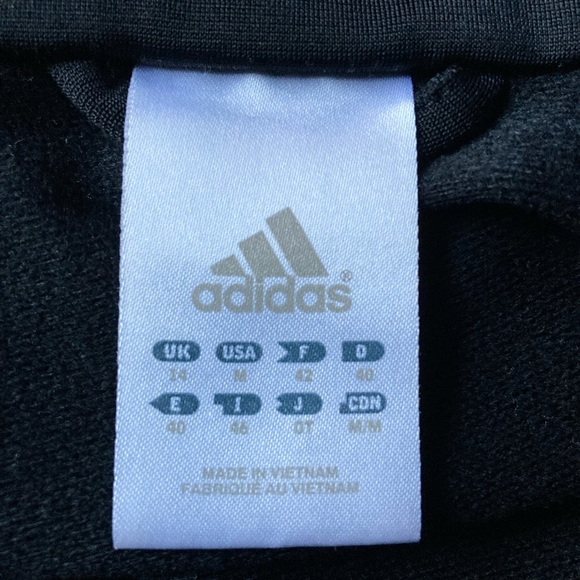 adidas®
UK USA F D
14 M 42 40
E I J CDN
40 46 OT M/M
MADE IN VIETNAM
FABRIQUÉ AU VIETNAM